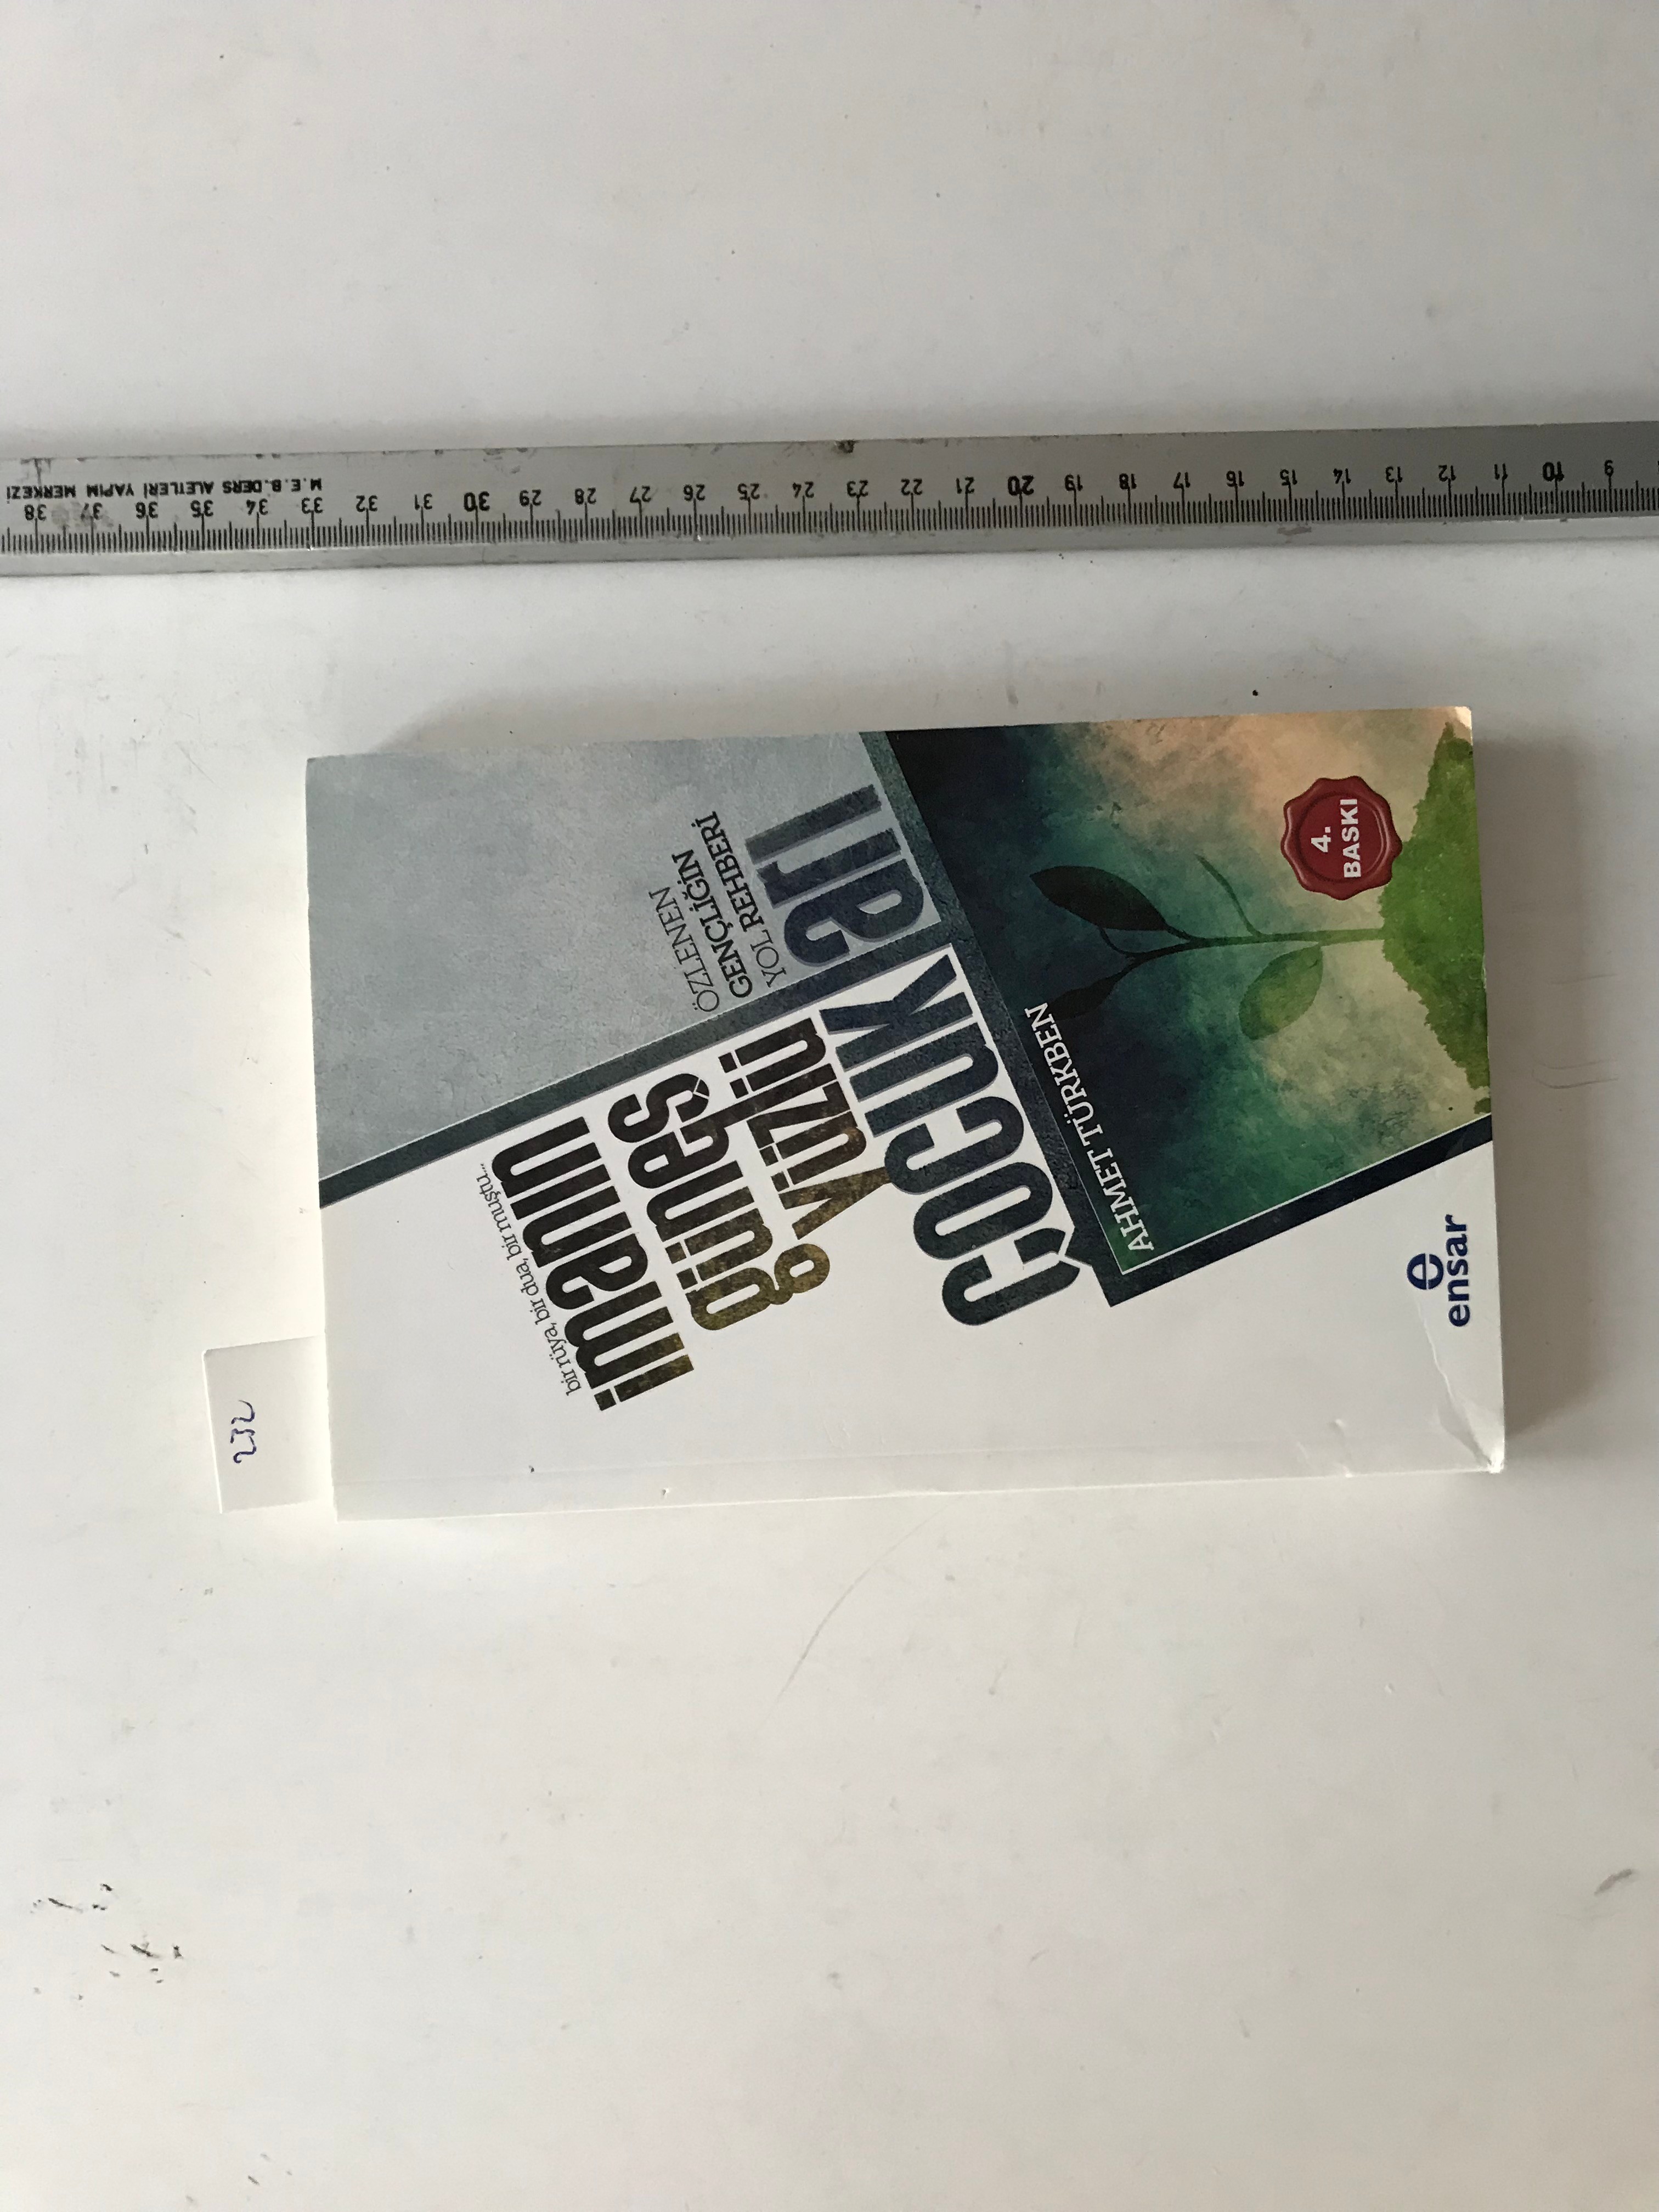 M.E.B.DERS ALETLERİ YAPIM MERKEZİ
9 10 11 12 13 14 15 16 17 18 19 20 21 22 23 24 25 26 27 28 29 30 31 32 33 34 35 36 37 38
232
bir rüya, bir dua, bir muştu....
imanın
güneş
yüzlü
çocukları
ÖZLENEN
GENÇLİĞİN
YOL REHBERİ
AHMET TÜRKBEN
4.
BASKI
e
ensar